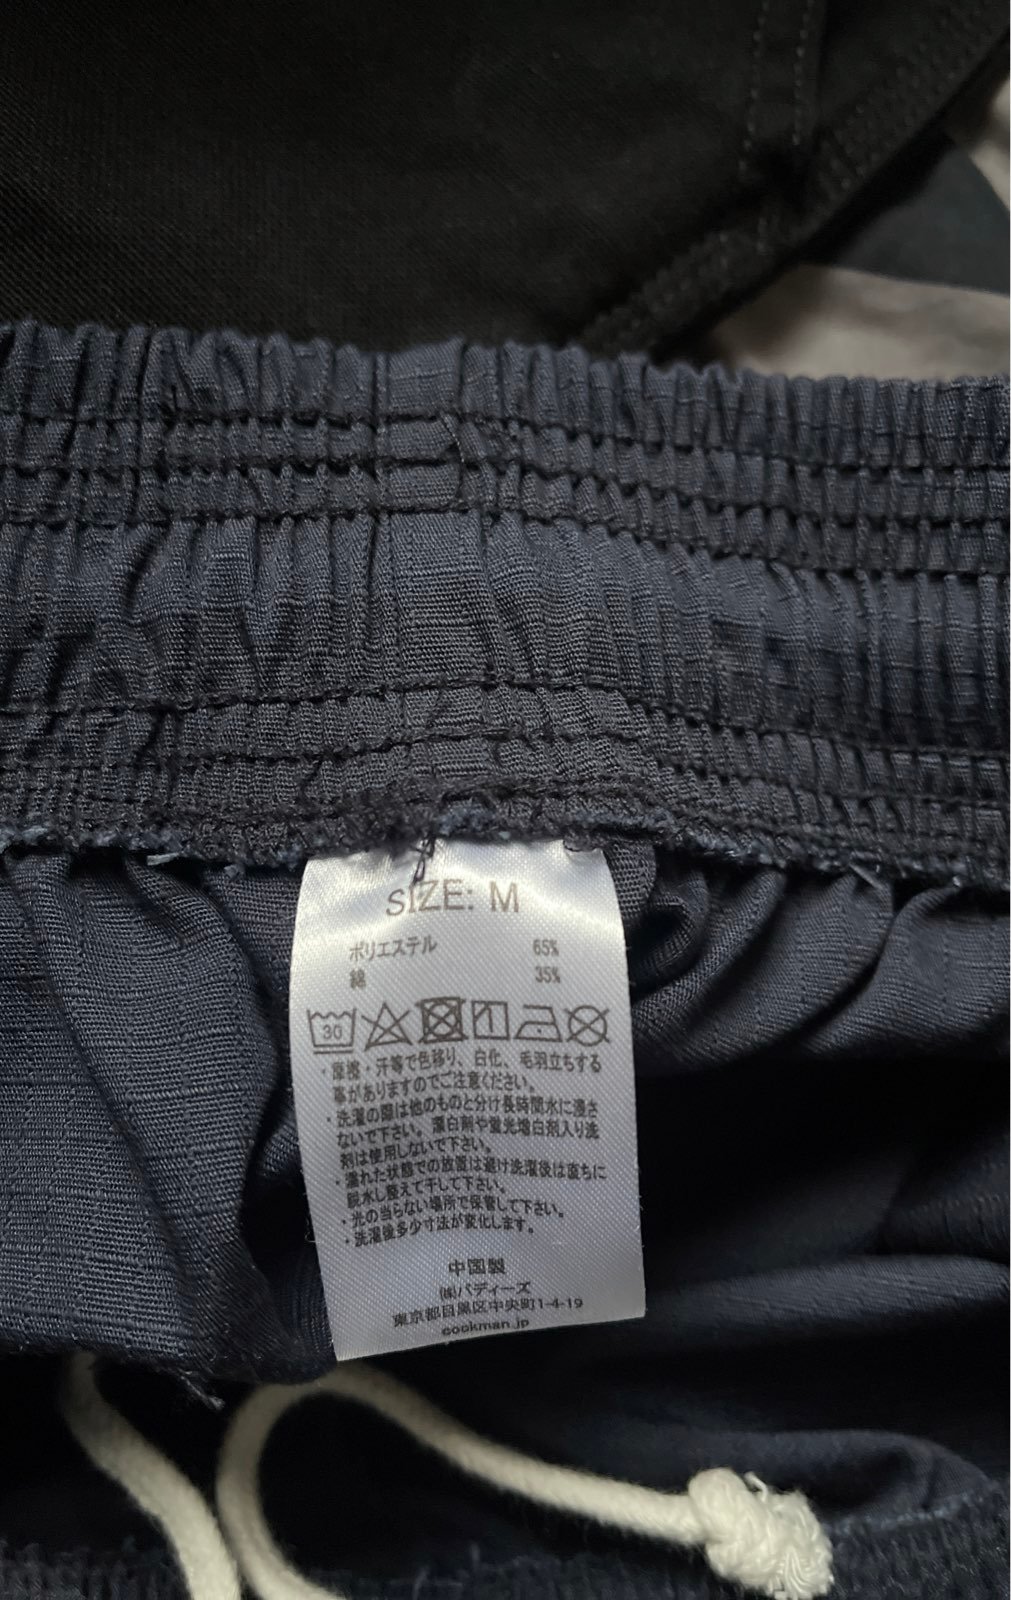 SIZE: M
ポリエステル 65%
綿 35%
30
・摩擦・汗等で色移り、白化、毛羽立ちする
事がありますのでご注意ください。
・洗濯の際は他のものと分け長時間水に浸さ
ないで下さい。漂白剤や蛍光増白剤入り洗
剤は使用しないで下さい。
・濡れた状態での放置は避け洗濯後は直ちに
脱水し整えて干して下さい。
・光の当らない場所で保管して下さい。
・洗濯後多少寸法が変化します。
中国製
㈱バディーズ
東京都目黒区中央町1-4-19
cookman.jp